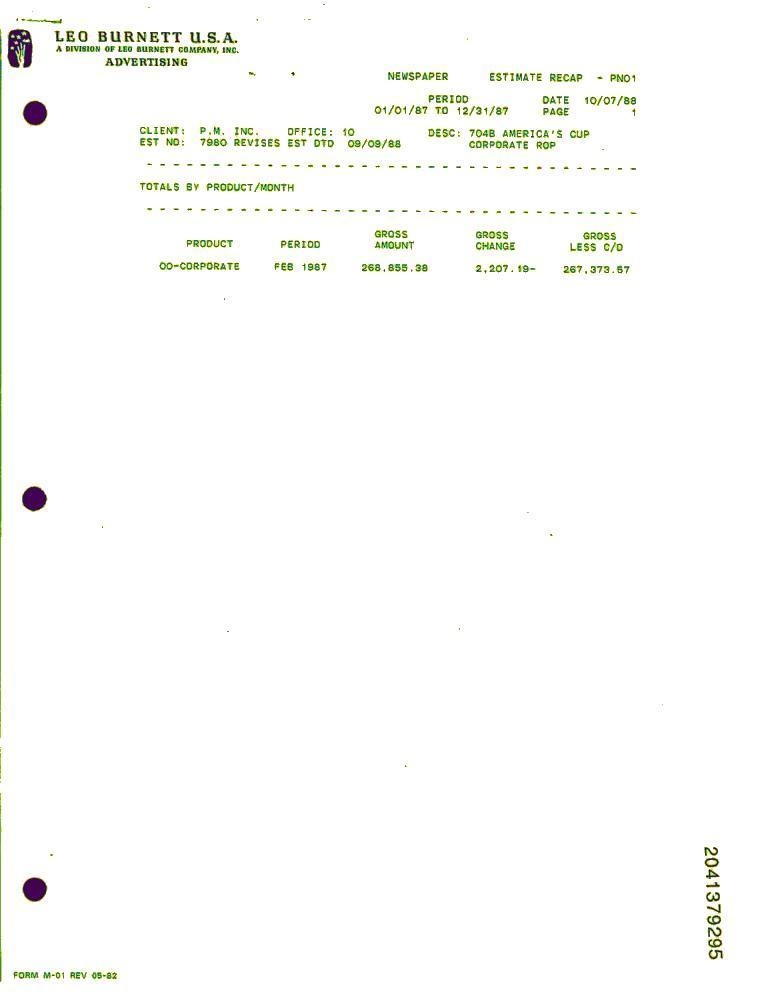 LEO BURNETT U.S.A.
A DIVISION OF LEO BURNETT COMPANY, INC.
ADVERTISING
NEWSPAPER ESTIMATE RECAP - PNO1
PERIOD DATE 10/07/88
01/01/87 TO 12/31/87 PAGE 1
CLIENT: P.M. INC. OFFICE: 10 DESC: 704B AMERICA'S CUP
EST NO: 7980 REVISES EST DTD 09/09/88 CORPORATE ROP
TOTALS BY PRODUCT/MONTH
GROSS GROSS GROSS
PRODUCT PERIOD AMOUNT CHANGE LESS C/D
OO-CORPORATE FEB 1987 268,855.38 2,207.19- 267,373.57
2041379295
FORM M-01 REV 05-82